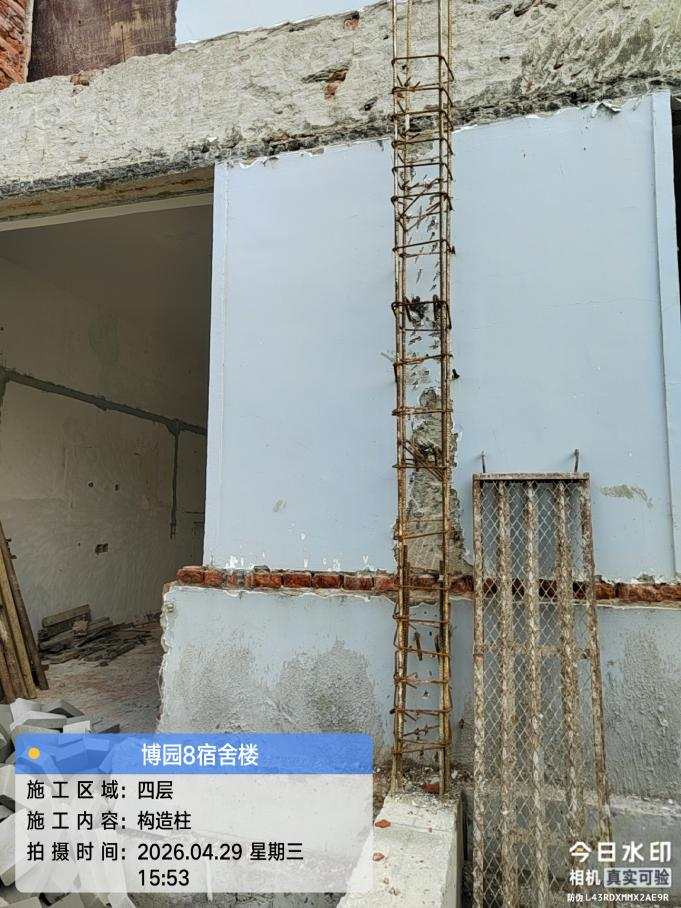 博园8宿舍楼
施工区域：四层
施工内容：构造柱
拍摄时间：2026.04.29 星期三
15:53
今日水印
相机 真实可验
防伪 L43RDXMMX2AE9R